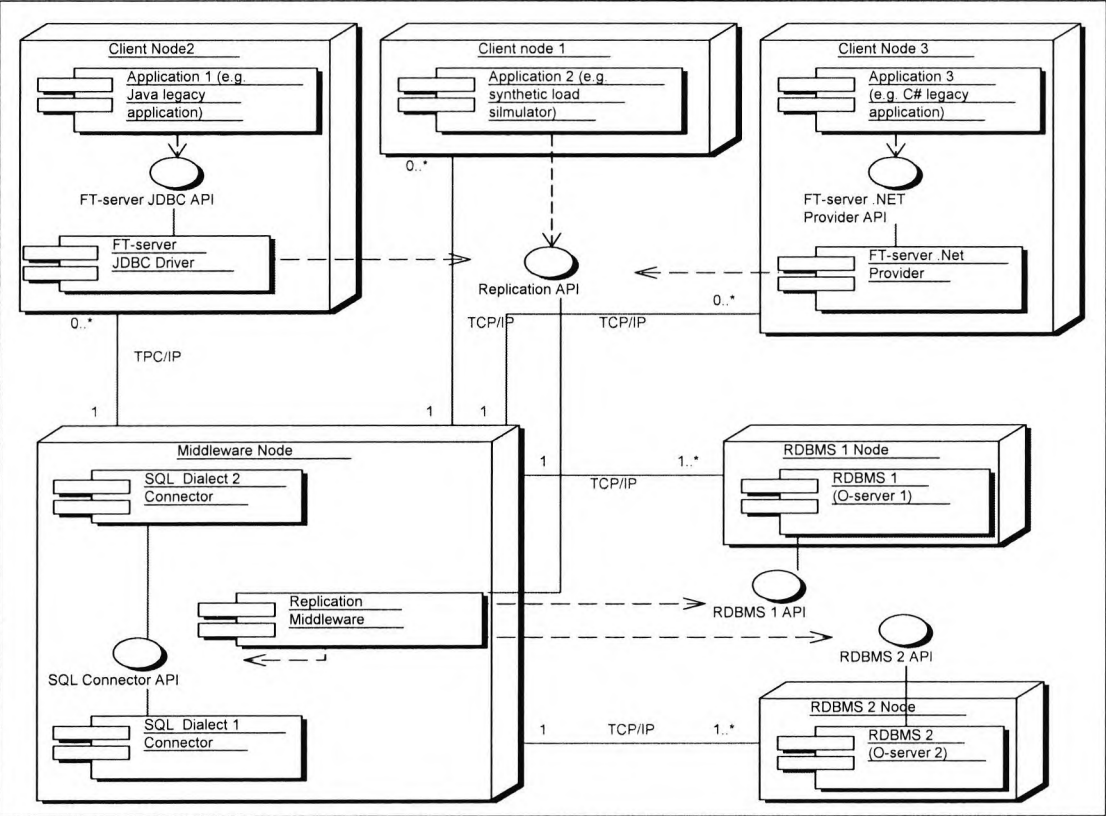 Client Node2
Application 1 (e.g.
Java legacy
application)
FT-server JDBC API
FT-server
JDBC Driver
Client node 1
Application 2 (e.g.
synthetic load
silmulator)
Replication API
Client Node 3
Application 3
(e.g. C# legacy
application)
FT-server .NET
Provider API
FT-server .Net
Provider
0..*
0..*
0..*
TPC/IP
TCP/IP
TCP/IP
1
1
1
Middleware Node
SQL Dialect 2
Connector
Replication
Middleware
SQL Connector API
SQL Dialect 1
Connector
1
1..*
TCP/IP
RDBMS 1 Node
RDBMS 1
(O-server 1)
RDBMS 1 API
RDBMS 2 API
1
TCP/IP
1..*
RDBMS 2 Node
RDBMS 2
(O-server 2)